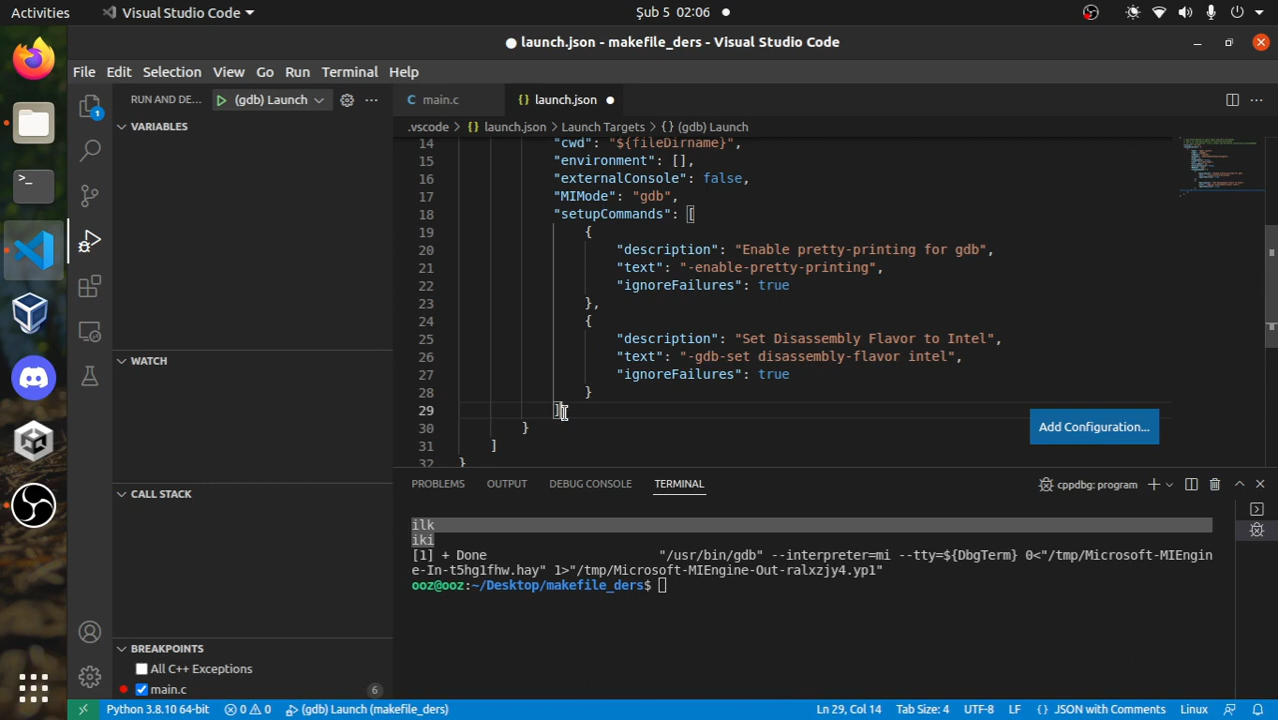 Activities
Visual Studio Code
Şub 5 02:06
launch.json - makefile_ders - Visual Studio Code
File Edit Selection View Go Run Terminal Help
RUN AND DE...
(gdb) Launch
main.c
launch.json
VARIABLES
.vscode > {} launch.json > Launch Targets > {} (gdb) Launch
14 "cwd": "${fileDirname}",
15 "environment": [],
16 "externalConsole": false,
17 "MIMode": "gdb",
18 "setupCommands": [
19 {
20 "description": "Enable pretty-printing for gdb",
21 "text": "-enable-pretty-printing",
22 "ignoreFailures": true
23 },
24 {
25 "description": "Set Disassembly Flavor to Intel",
26 "text": "-gdb-set disassembly-flavor intel",
27 "ignoreFailures": true
28 }
29 ]
30 }
31 ]
32 }
Add Configuration...
WATCH
CALL STACK
BREAKPOINTS
All C++ Exceptions
main.c 6
PROBLEMS OUTPUT DEBUG CONSOLE TERMINAL
cppdbg: program
ilk
iki
[1] + Done "/usr/bin/gdb" --interpreter=mi --tty=${DbgTerm} 0<"/tmp/Microsoft-MIEngin
e-In-t5hg1fhw.hay" 1>"/tmp/Microsoft-MIEngine-Out-ralxzjy4.yp1"
ooz@ooz:~/Desktop/makefile_ders$
Python 3.8.10 64-bit
0 0
(gdb) Launch (makefile_ders)
Ln 29, Col 14
Tab Size: 4
UTF-8
LF
{} JSON with Comments
Linux